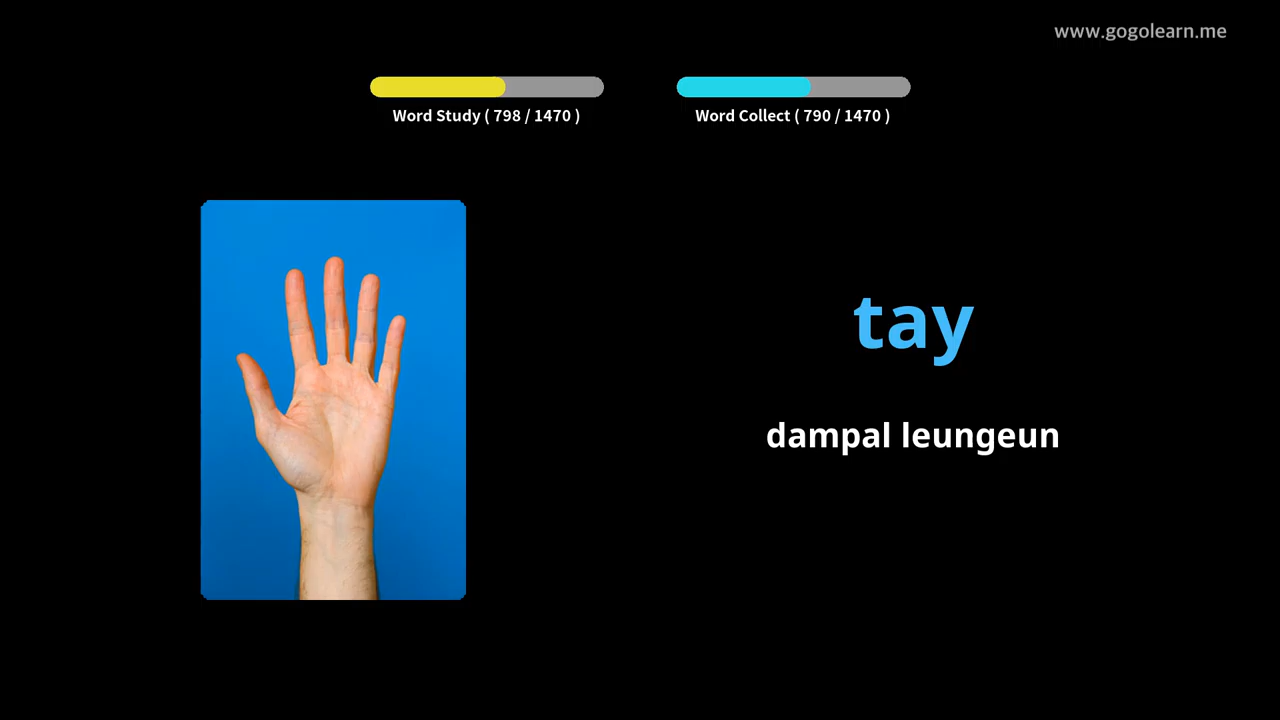 www.gogolearn.me
Word Study ( 798 / 1470 )
Word Collect ( 790 / 1470 )
tay
dampal leungeun